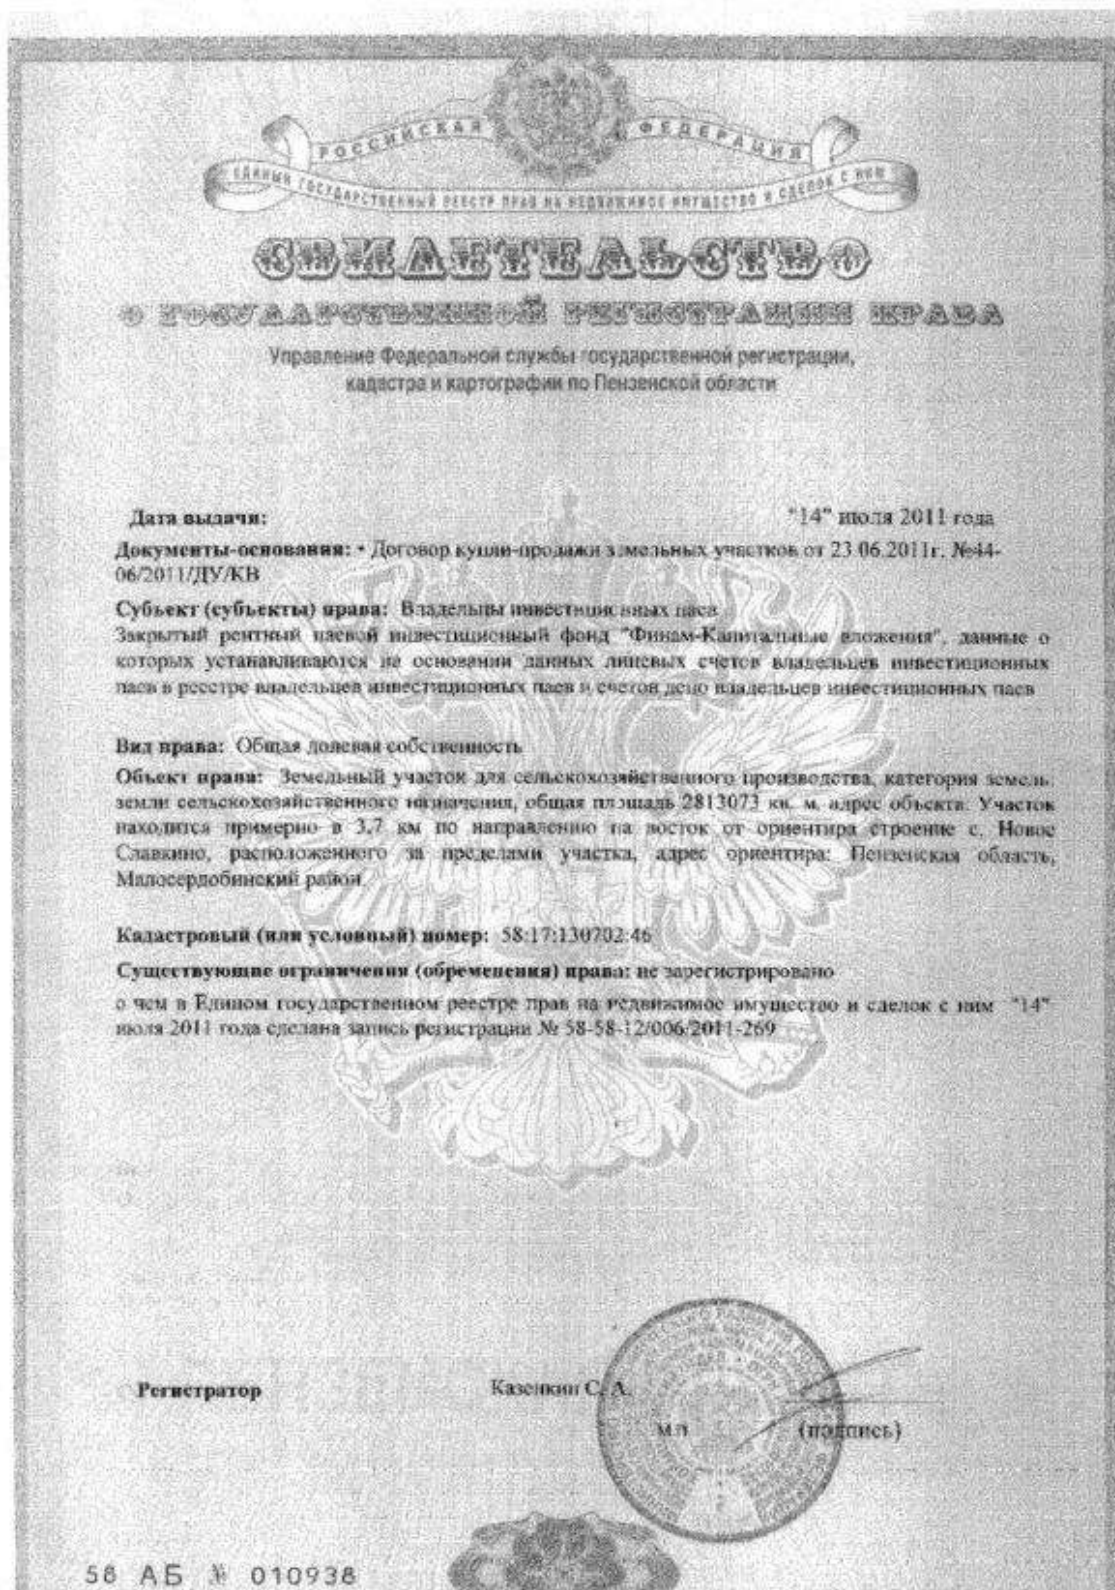 РОССИЙСКАЯ ФЕДЕРАЦИЯ
ЕДИНЫЙ ГОСУДАРСТВЕННЫЙ РЕЕСТР ПРАВ НА НЕДВИЖИМОЕ ИМУЩЕСТВО И СДЕЛОК С НИМ
СВИДЕТЕЛЬСТВО
О ГОСУДАРСТВЕННОЙ РЕГИСТРАЦИИ ПРАВА
Управление Федеральной службы государственной регистрации,
кадастра и картографии по Пензенской области
Дата выдачи: "14" июля 2011 года
Документы-основания: • Договор купли-продажи земельных участков от 23.06.2011г. №44-
06/2011/ДУ/КВ
Субъект (субъекты) права: Владельцы инвестиционных паев
Закрытый рентный паевой инвестиционный фонд "Финам-Капитальные вложения", данные о
которых устанавливаются на основании данных лицевых счетов владельцев инвестиционных
паев в реестре владельцев инвестиционных паев и счетов депо владельцев инвестиционных паев
Вид права: Общая долевая собственность
Объект права: Земельный участок для сельскохозяйственного производства, категория земель:
земли сельскохозяйственного назначения, общая площадь 2813073 кв. м, адрес объекта: Участок
находится примерно в 3,7 км по направлению на восток от ориентира строение с. Новое
Славкино, расположенного за пределами участка, адрес ориентира: Пензенская область,
Малосердобинский район.
Кадастровый (или условный) номер: 58:17:130702:46
Существующие ограничения (обременения) права: не зарегистрировано
о чем в Едином государственном реестре прав на недвижимое имущество и сделок с ним "14"
июля 2011 года сделана запись регистрации № 58-58-12/006/2011-269
Регистратор Казенкин С. А.
м.п. (подпись)
58 АБ № 010938